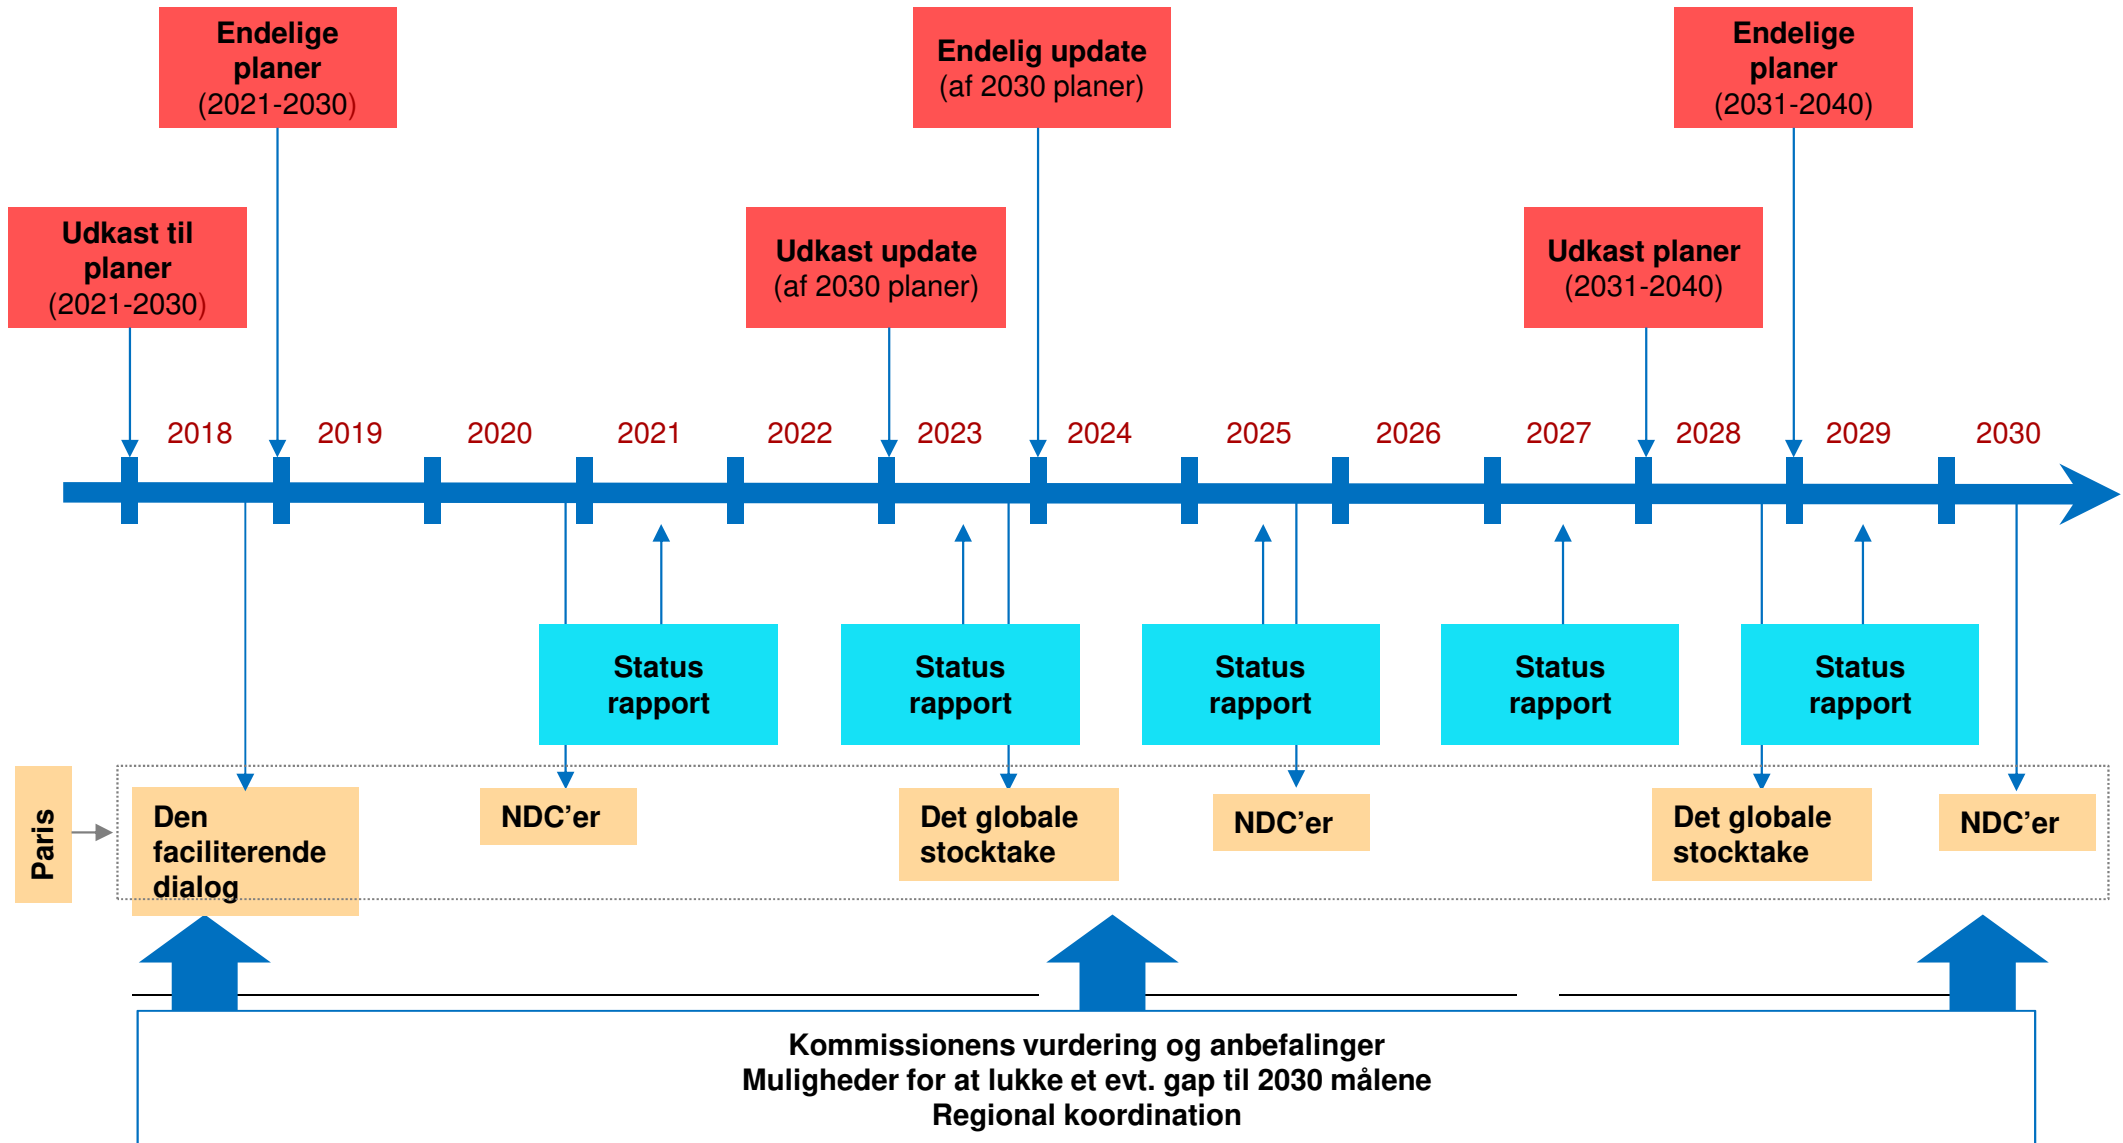 Endelige
planer
(2021-2030)
Endelig update
(af 2030 planer)
Endelige
planer
(2031-2040)
Udkast til
planer
(2021-2030)
Udkast update
(af 2030 planer)
Udkast planer
(2031-2040)
2018 2019 2020 2021 2022 2023 2024 2025 2026 2027 2028 2029 2030
Status
rapport
Status
rapport
Status
rapport
Status
rapport
Status
rapport
Paris
Den
faciliterende
dialog
NDC’er
Det globale
stocktake
NDC’er
Det globale
stocktake
NDC’er
Kommissionens vurdering og anbefalinger
Muligheder for at lukke et evt. gap til 2030 målene
Regional koordination